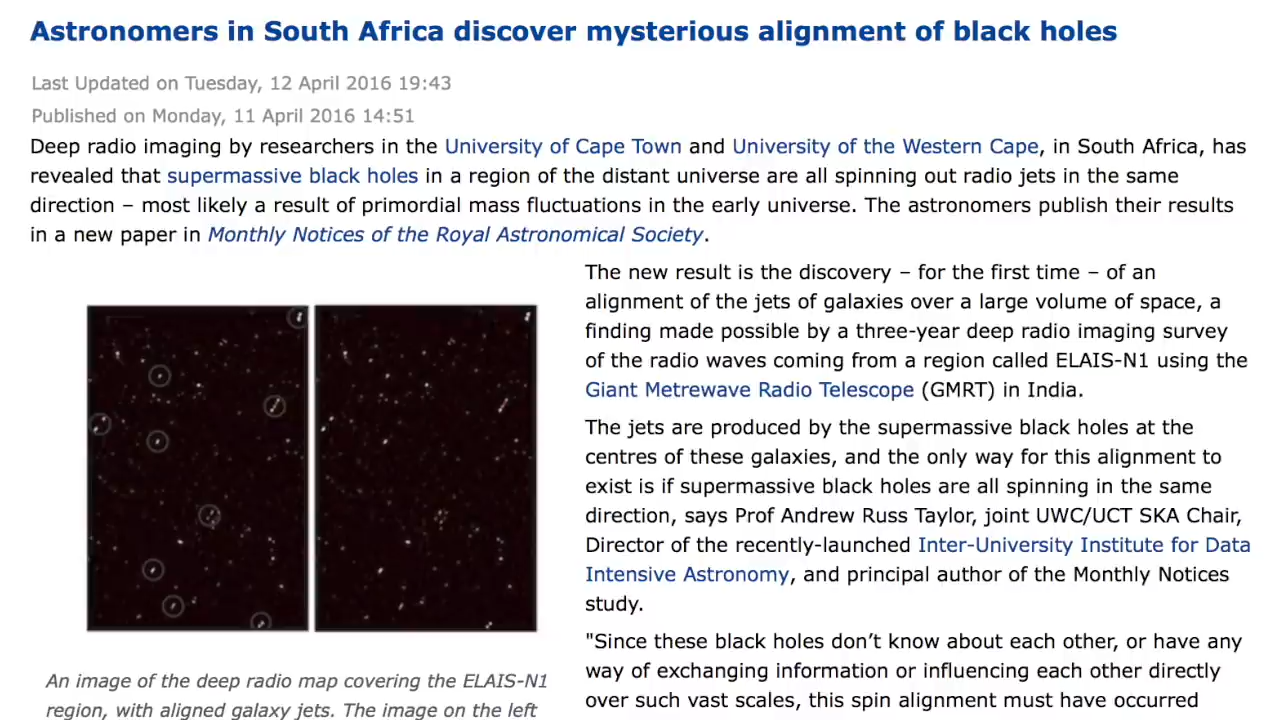 Astronomers in South Africa discover mysterious alignment of black holes
Last Updated on Tuesday, 12 April 2016 19:43
Published on Monday, 11 April 2016 14:51
Deep radio imaging by researchers in the University of Cape Town and University of the Western Cape, in South Africa, has
revealed that supermassive black holes in a region of the distant universe are all spinning out radio jets in the same
direction – most likely a result of primordial mass fluctuations in the early universe. The astronomers publish their results
in a new paper in Monthly Notices of the Royal Astronomical Society.
The new result is the discovery – for the first time – of an
alignment of the jets of galaxies over a large volume of space, a
finding made possible by a three-year deep radio imaging survey
of the radio waves coming from a region called ELAIS-N1 using the
Giant Metrewave Radio Telescope (GMRT) in India.
The jets are produced by the supermassive black holes at the
centres of these galaxies, and the only way for this alignment to
exist is if supermassive black holes are all spinning in the same
direction, says Prof Andrew Russ Taylor, joint UWC/UCT SKA Chair,
Director of the recently-launched Inter-University Institute for Data
Intensive Astronomy, and principal author of the Monthly Notices
study.
"Since these black holes don’t know about each other, or have any
way of exchanging information or influencing each other directly
over such vast scales, this spin alignment must have occurred
An image of the deep radio map covering the ELAIS-N1
region, with aligned galaxy jets. The image on the left